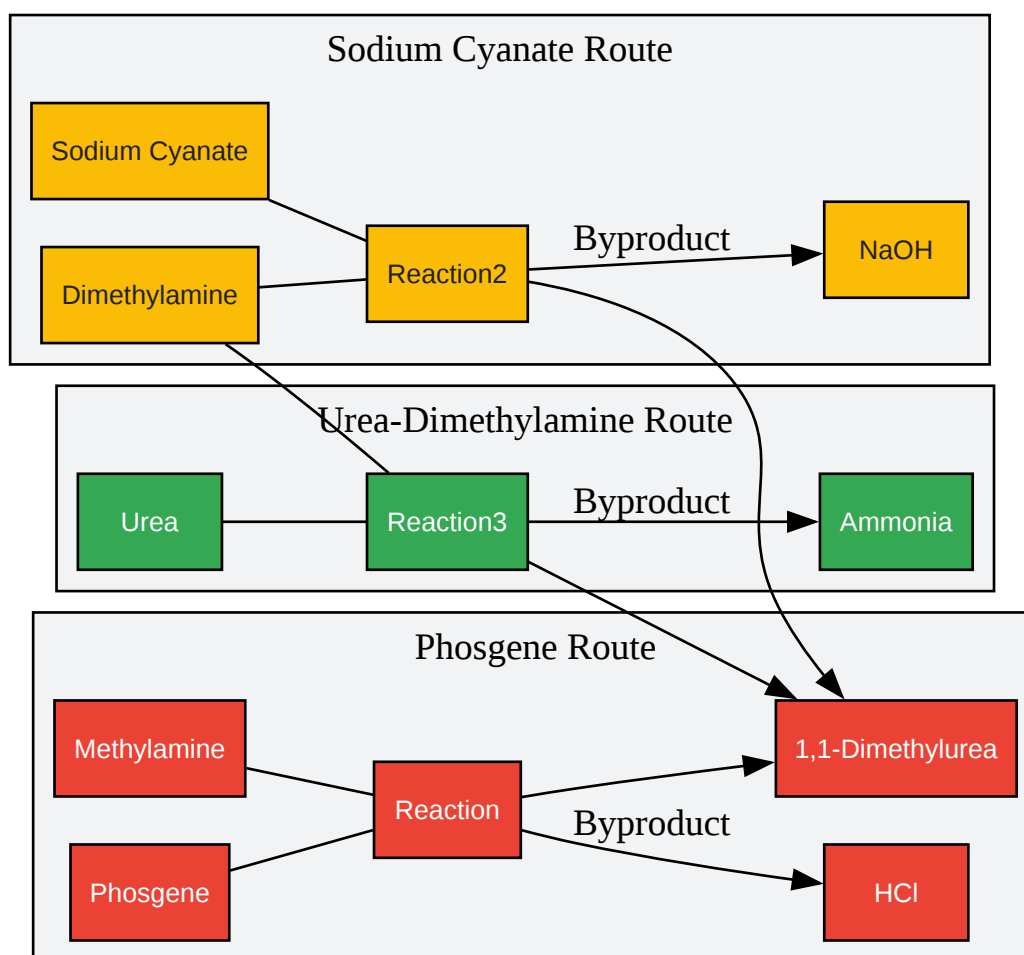 Sodium Cyanate Route
Sodium Cyanate
Dimethylamine
Reaction2
Byproduct
NaOH
Urea-Dimethylamine Route
Urea
Reaction3
Byproduct
Ammonia
Phosgene Route
Methylamine
Phosgene
Reaction
Byproduct
1,1-Dimethylurea
HCl